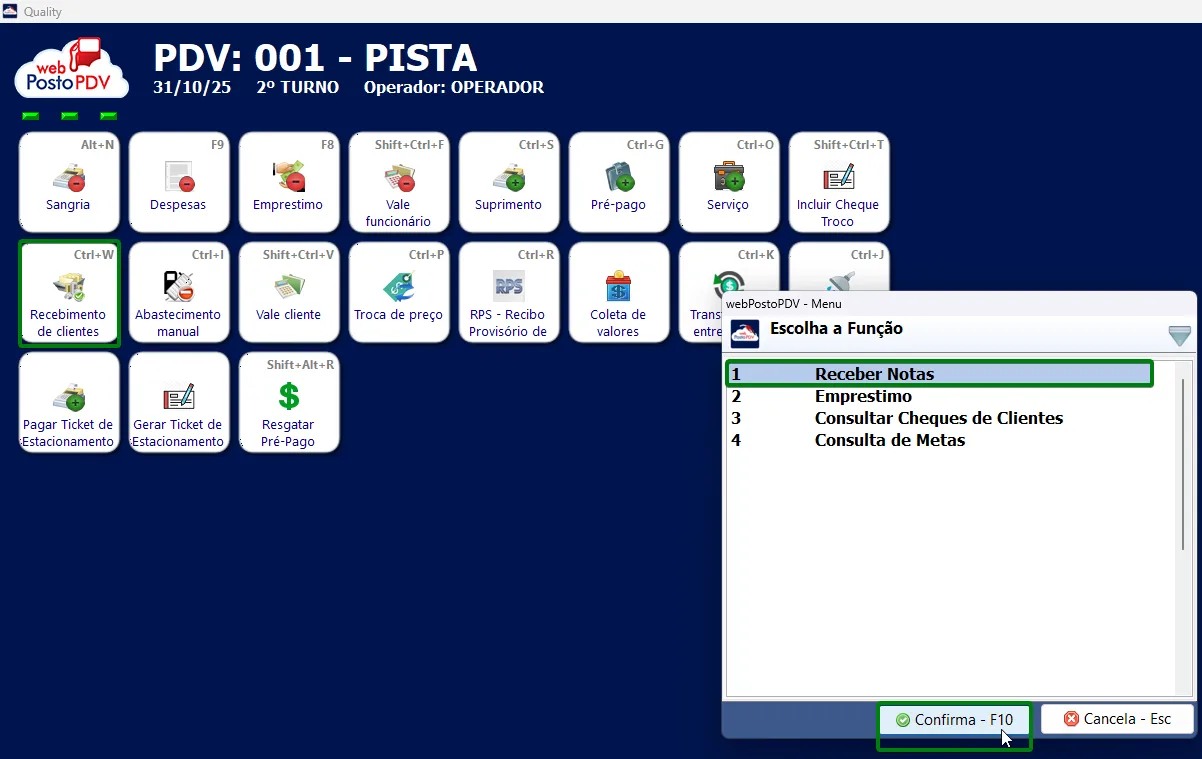 Quality
web
PostoPDV
PDV: 001 - PISTA
31/10/25 2º TURNO Operador: OPERADOR
Alt+N
Sangria
F9
Despesas
F8
Emprestimo
Shift+Ctrl+F
Vale
funcionário
Ctrl+S
Suprimento
Ctrl+G
Pré-pago
Ctrl+O
Serviço
Shift+Ctrl+T
Incluir Cheque
Troco
Ctrl+W
Recebimento
de clientes
Ctrl+I
Abastecimento
manual
Shift+Ctrl+V
Vale cliente
Ctrl+P
Troca de preço
Ctrl+R
RPS
RPS - Recibo
Provisório de
Coleta de
valores
Ctrl+K
Trans
entre
Ctrl+J
Pagar Ticket de
Estacionamento
Gerar Ticket de
Estacionamento
Shift+Alt+R
Resgatar
Pré-Pago
webPostoPDV - Menu
web
PostoPDV
Escolha a Função
1 Receber Notas
2 Emprestimo
3 Consultar Cheques de Clientes
4 Consulta de Metas
Confirma - F10
Cancela - Esc